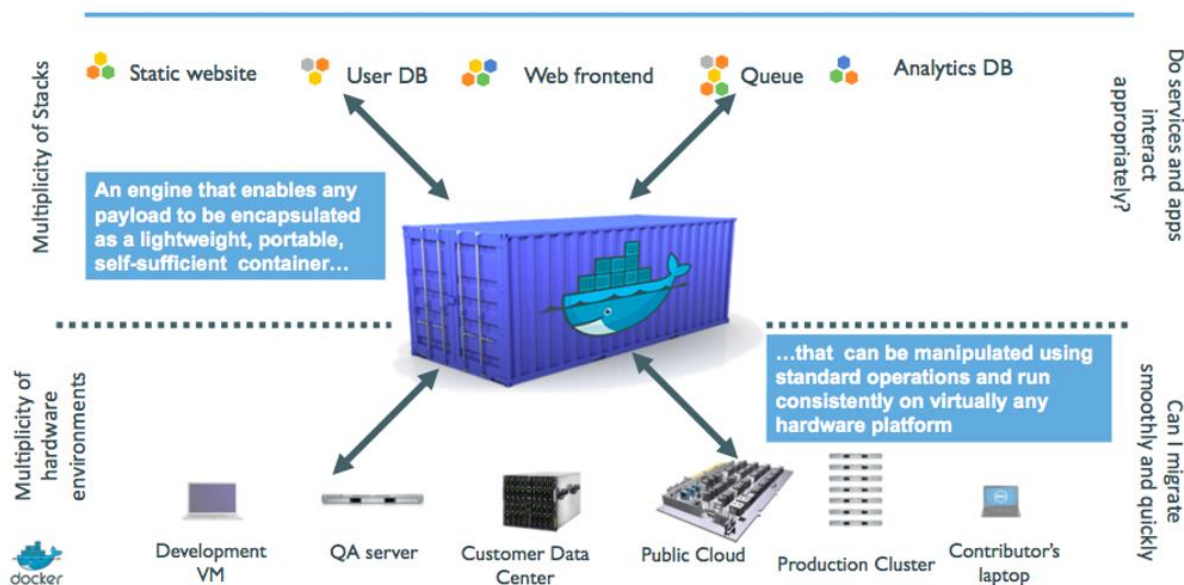 Static website
User DB
Web frontend
Queue
Analytics DB
Multiplicity of Stacks
Do services and apps
interact
appropriately?
An engine that enables any
payload to be encapsulated
as a lightweight, portable,
self-sufficient container...
...that can be manipulated using
standard operations and run
consistently on virtually any
hardware platform
Multiplicity of
hardware
environments
Can I migrate
smoothly and quickly
Development
VM
QA server
Customer Data
Center
Public Cloud
Production Cluster
Contributor's
laptop
docker